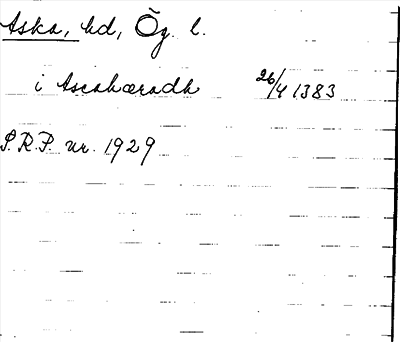 Aska, hd, Ög. l.
i Ascahæradh 26/4 1383
S.R.P. nr. 1929